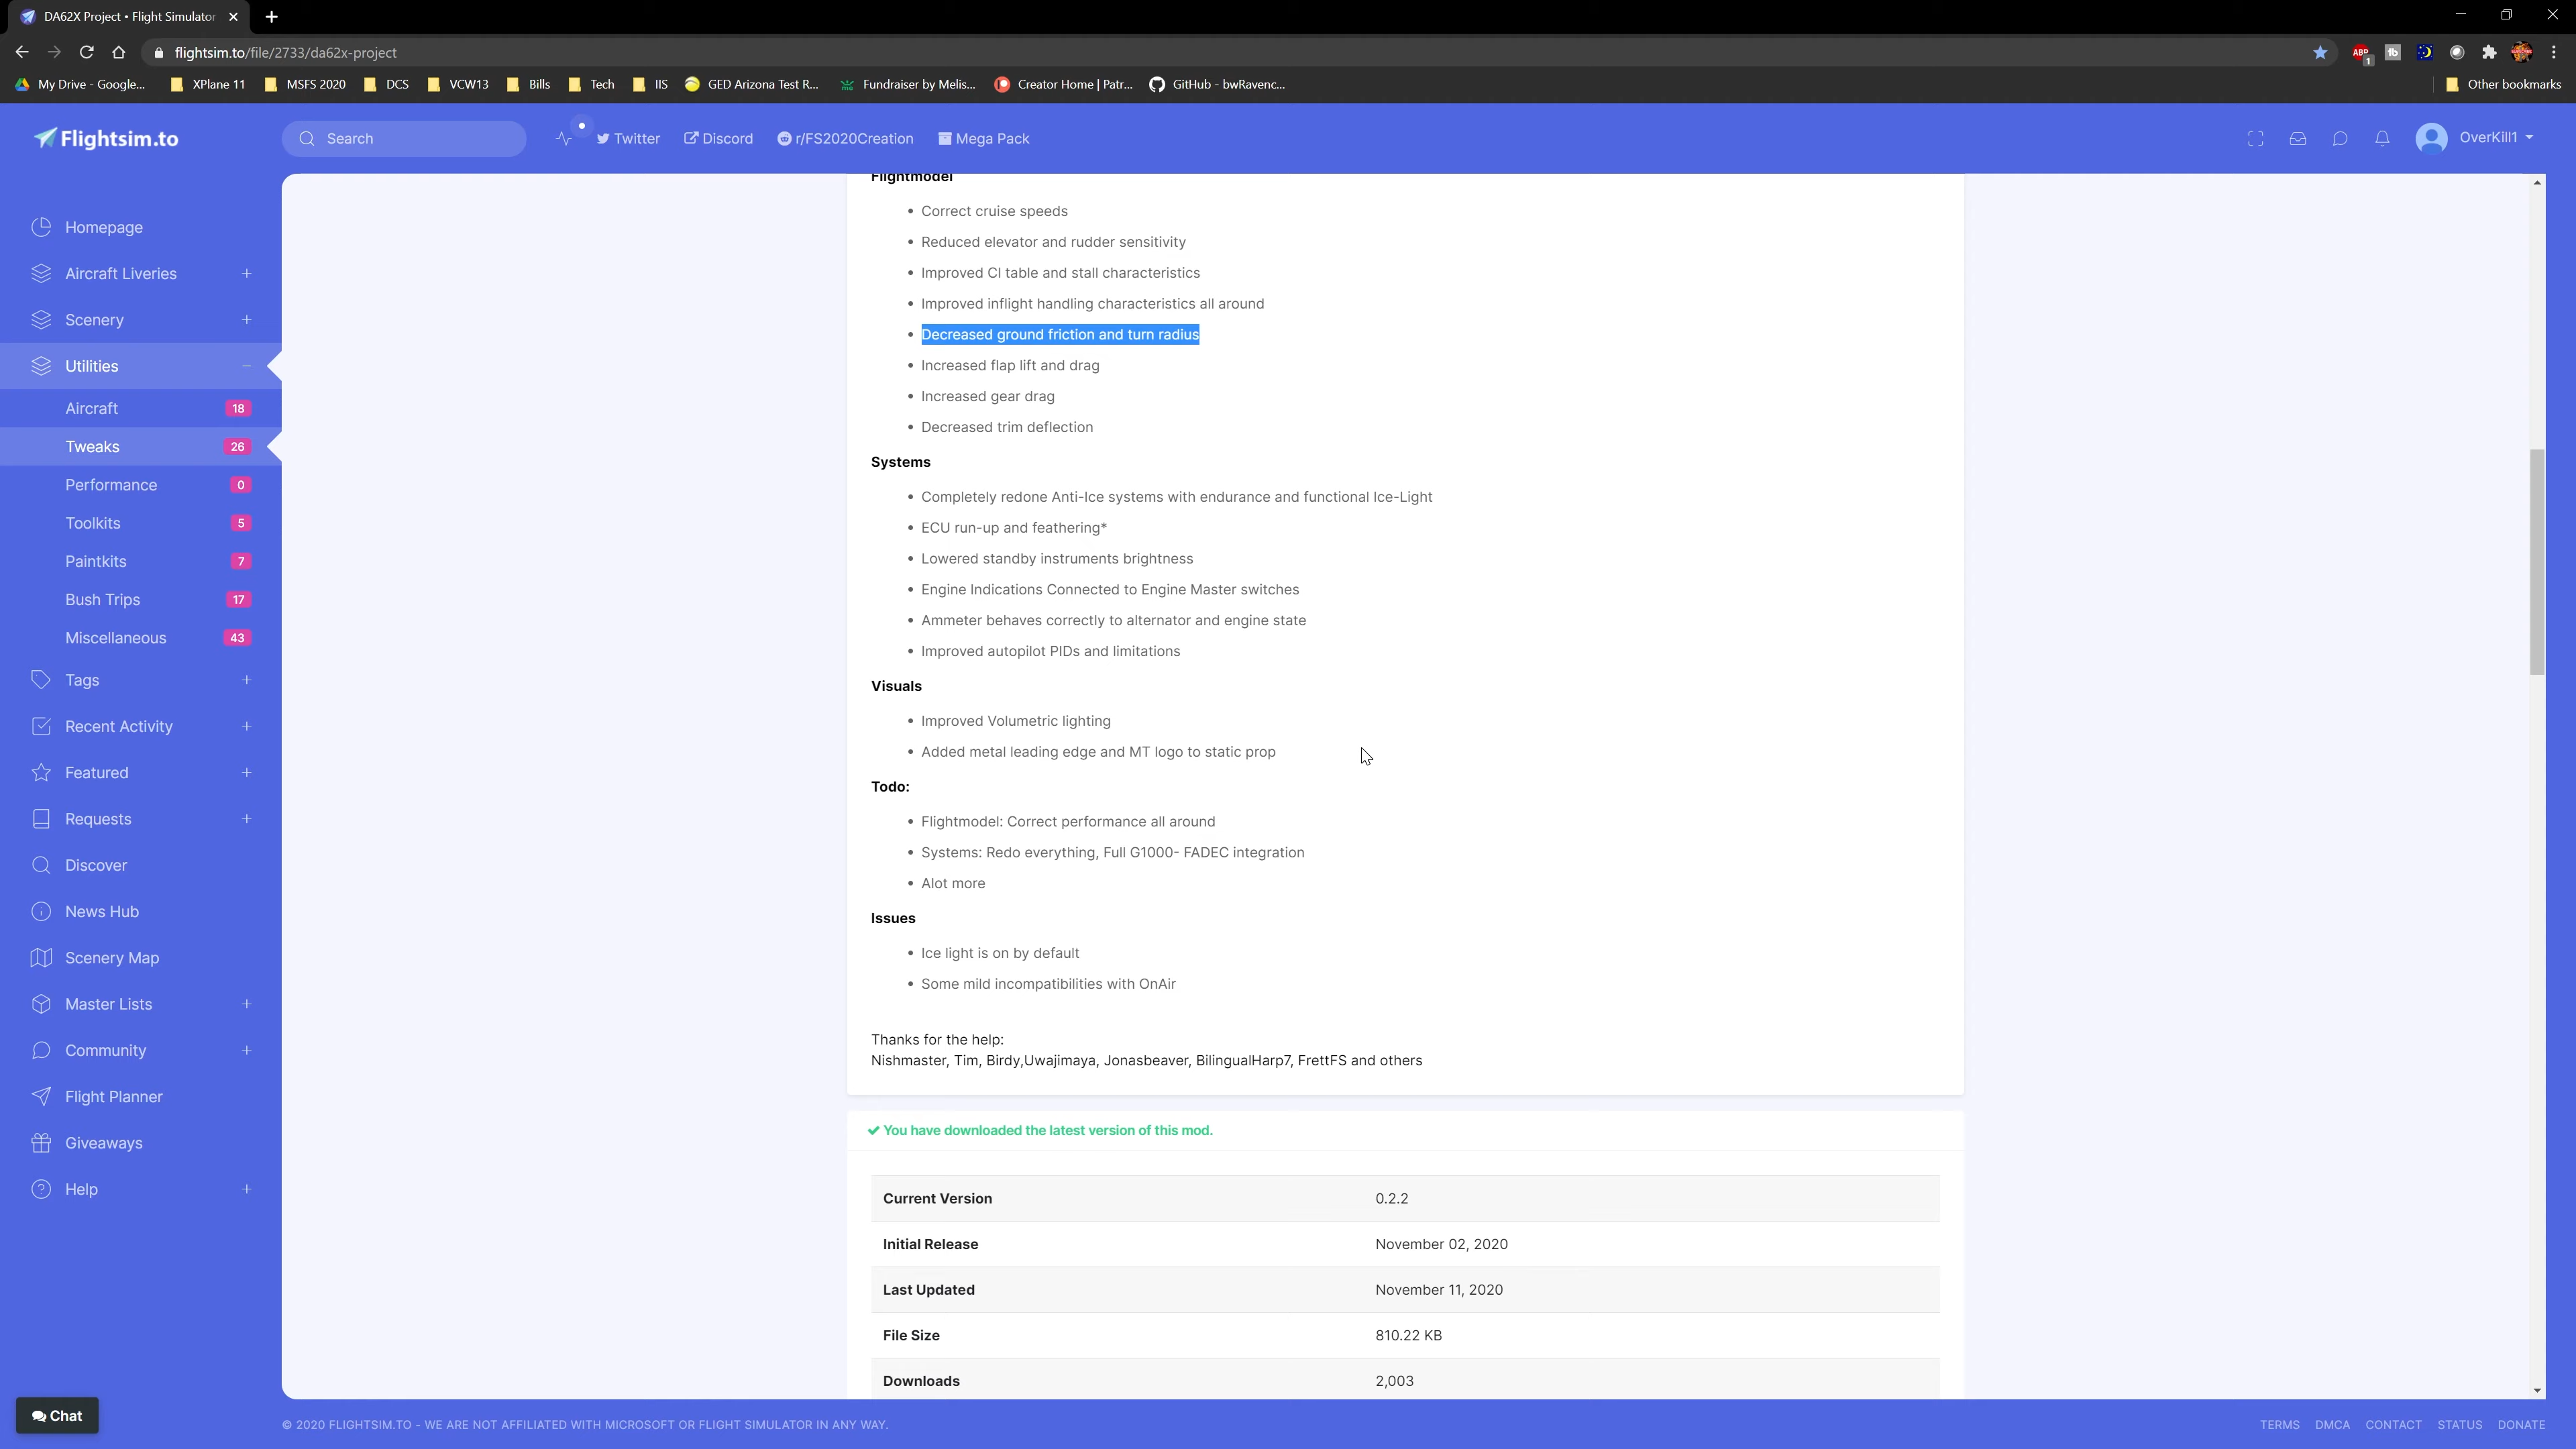 DA62X Project • Flight Simulator
flightsim.to/file/2733/da62x-project
ABP
1
tb
My Drive - Google...
XPlane 11
MSFS 2020
DCS
VCW13
Bills
Tech
IIS
GED Arizona Test R...
Fundraiser by Melis...
Creator Home | Patr...
GitHub - bwRavenc...
Other bookmarks
Flightsim.to
Search
Twitter
Discord
r/FS2020Creation
Mega Pack
OverKill1
Homepage
Aircraft Liveries +
Scenery +
Utilities −
Aircraft 18
Tweaks 26
Performance 0
Toolkits 5
Paintkits 7
Bush Trips 17
Miscellaneous 43
Tags +
Recent Activity +
Featured +
Requests +
Discover
News Hub
Scenery Map
Master Lists +
Community +
Flight Planner
Giveaways
Help +
Chat
Flightmodel
• Correct cruise speeds
• Reduced elevator and rudder sensitivity
• Improved Cl table and stall characteristics
• Improved inflight handling characteristics all around
• Decreased ground friction and turn radius
• Increased flap lift and drag
• Increased gear drag
• Decreased trim deflection
Systems
• Completely redone Anti-Ice systems with endurance and functional Ice-Light
• ECU run-up and feathering*
• Lowered standby instruments brightness
• Engine Indications Connected to Engine Master switches
• Ammeter behaves correctly to alternator and engine state
• Improved autopilot PIDs and limitations
Visuals
• Improved Volumetric lighting
• Added metal leading edge and MT logo to static prop
Todo:
• Flightmodel: Correct performance all around
• Systems: Redo everything, Full G1000- FADEC integration
• Alot more
Issues
• Ice light is on by default
• Some mild incompatibilities with OnAir
Thanks for the help:
Nishmaster, Tim, Birdy,Uwajimaya, Jonasbeaver, BilingualHarp7, FrettFS and others
You have downloaded the latest version of this mod.
Current Version 0.2.2
Initial Release November 02, 2020
Last Updated November 11, 2020
File Size 810.22 KB
Downloads 2,003
© 2020 FLIGHTSIM.TO - WE ARE NOT AFFILIATED WITH MICROSOFT OR FLIGHT SIMULATOR IN ANY WAY.
TERMS DMCA CONTACT STATUS DONATE